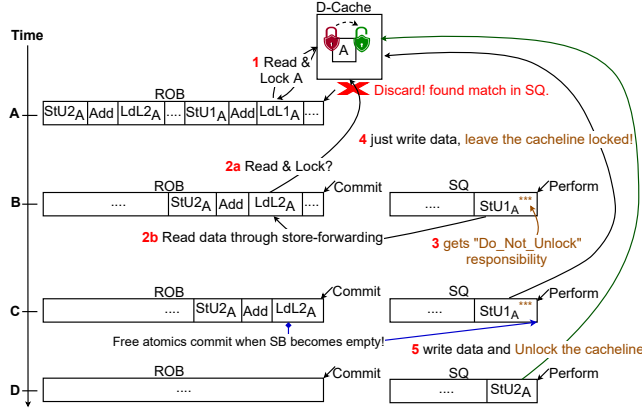 D-Cache
Time
A
1 Read &
Lock A
ROB
Discard! found match in SQ.
A
StU2A Add LdL2A .... StU1A Add LdL1A ....
4 just write data, leave the cacheline locked!
2a Read & Lock?
ROB
Commit
SQ
Perform
B
.... StU2A Add LdL2A ....
.... StU1A***
2b Read data through store-forwarding
3 gets "Do_Not_Unlock"
responsibility
ROB
Commit
SQ
Perform
C
.... StU2A Add LdL2A
.... StU1A***
Free atomics commit when SB becomes empty!
5 write data and Unlock the cacheline
ROB
Commit
SQ
Perform
D
....
.... StU2A